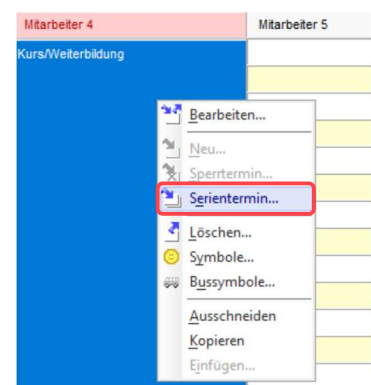 Mitarbeiter 4 Mitarbeiter 5
Kurs/Weiterbildung
Bearbeiten...
Neu...
Sperrtermin...
Serientermin...
Löschen...
Symbole...
Bussymbole...
Ausschneiden
Kopieren
Einfügen...